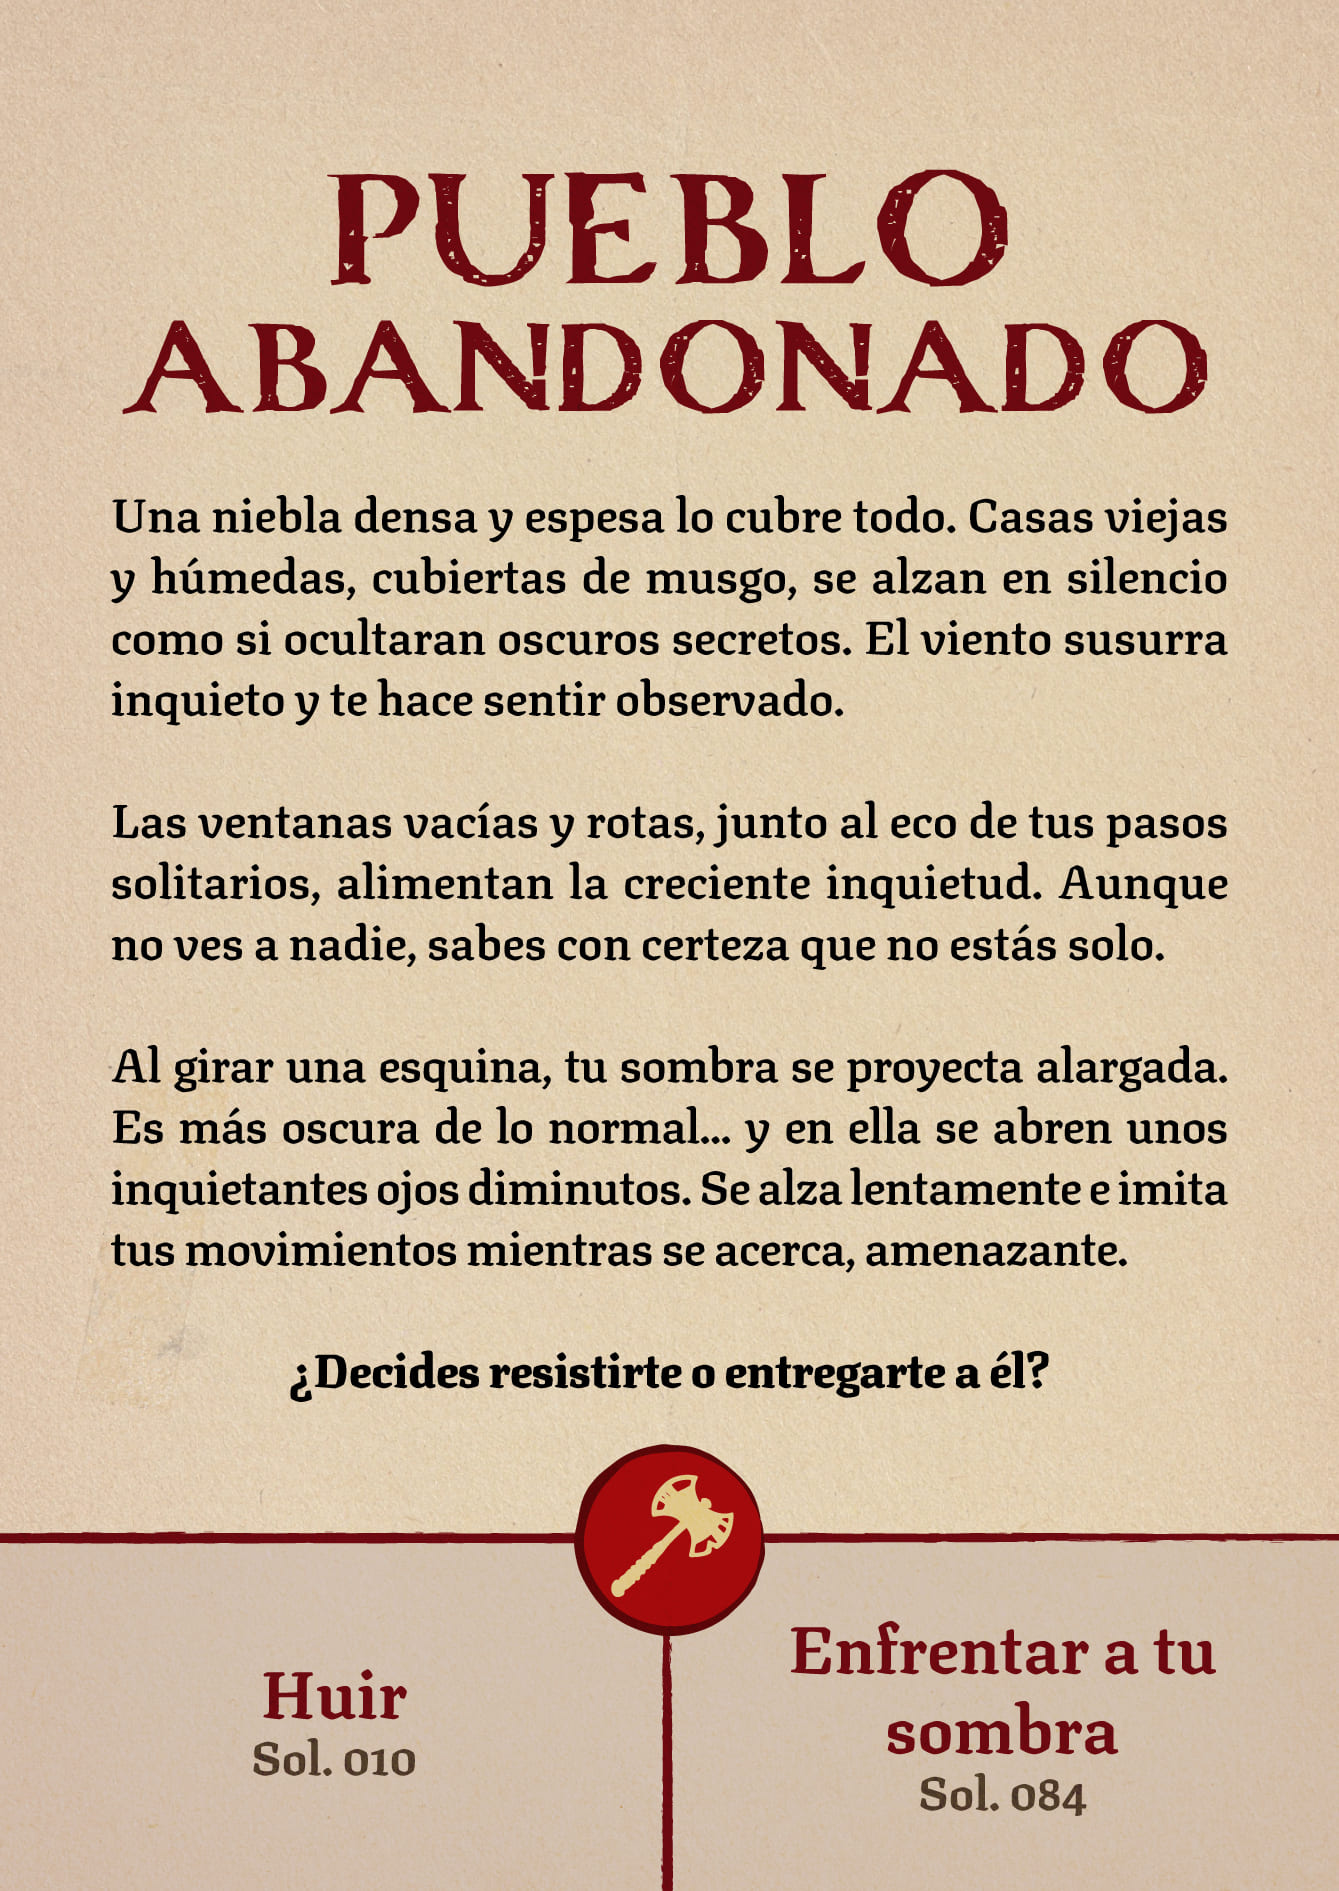 PUEBLO
ABANDONADO
Una niebla densa y espesa lo cubre todo. Casas viejas
y húmedas, cubiertas de musgo, se alzan en silencio
como si ocultaran oscuros secretos. El viento susurra
inquieto y te hace sentir observado.
Las ventanas vacías y rotas, junto al eco de tus pasos
solitarios, alimentan la creciente inquietud. Aunque
no ves a nadie, sabes con certeza que no estás solo.
Al girar una esquina, tu sombra se proyecta alargada.
Es más oscura de lo normal... y en ella se abren unos
inquietantes ojos diminutos. Se alza lentamente e imita
tus movimientos mientras se acerca, amenazante.
¿Decides resistirte o entregarte a él?
Huir
Sol. 010
Enfrentar a tu
sombra
Sol. 084